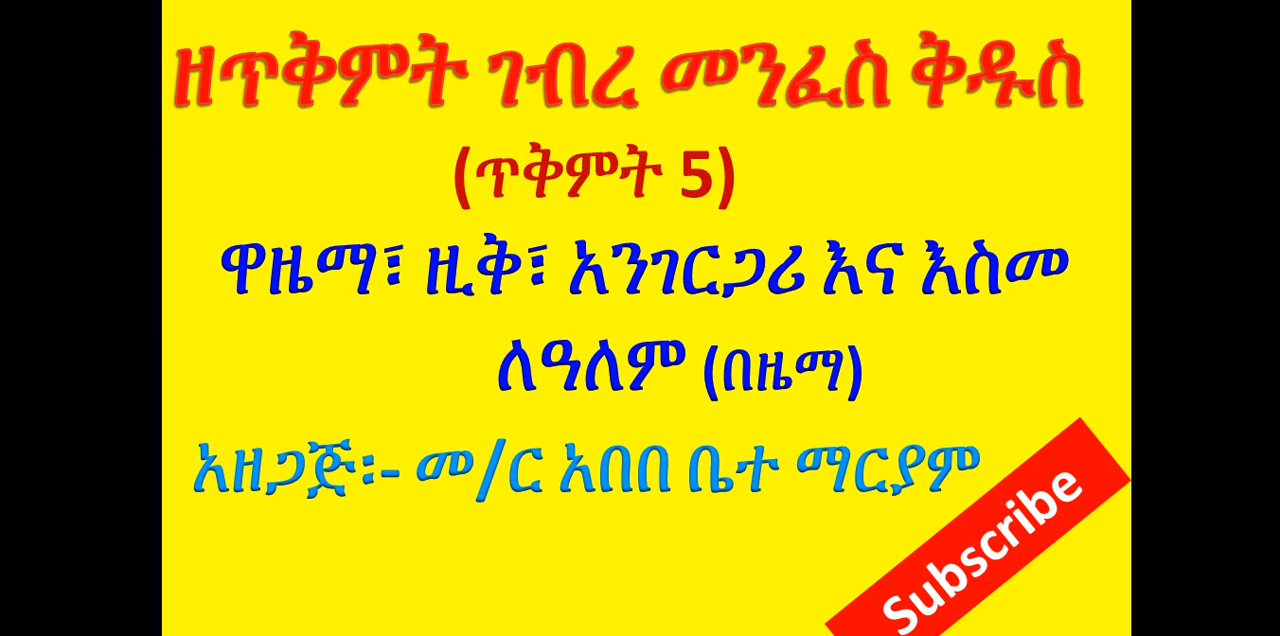 ዘጥቅምት ገብረ መንፈስ ቅዱስ
(ጥቅምት 5)
ዋዜማ፣ ዚቅ፣ አንገርጋሪ እና እስመ
ለዓለም (በዜማ)
አዘጋጅ፡- መ/ር አበበ ቤተ ማርያም
Subscribe